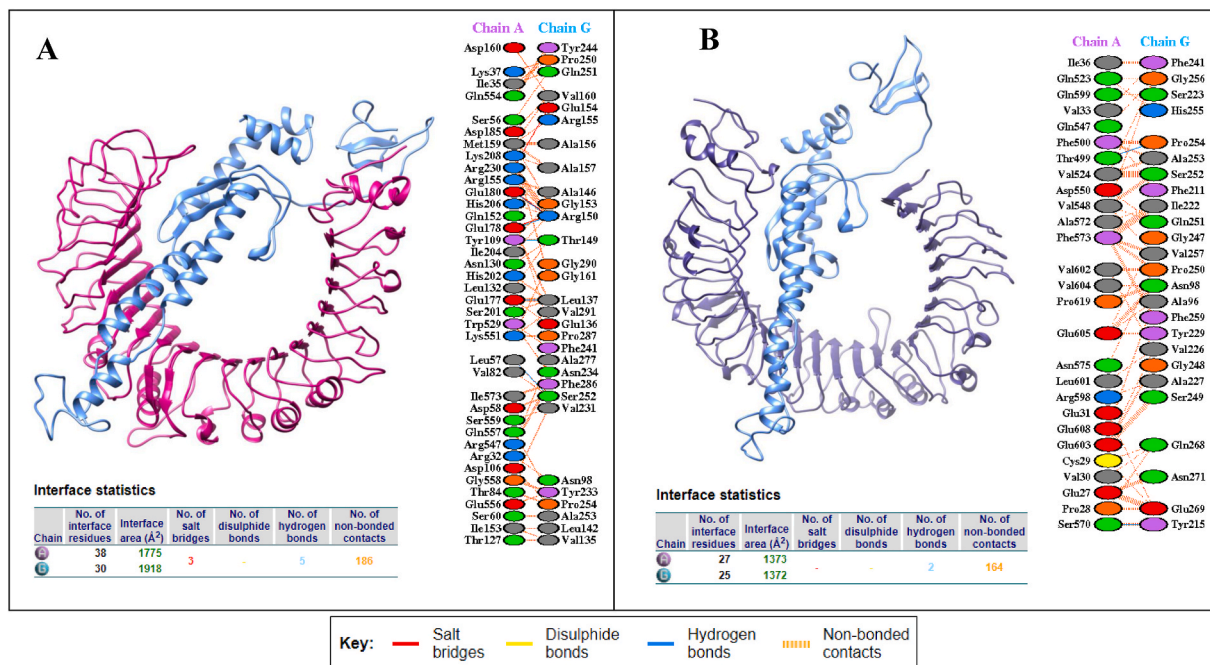 A
Chain A Chain G
Asp160 Tyr244
Pro250
Lys37 Gln251
Ile35
Gln554 Val160
Glu154
Ser56 Arg155
Asp185
Met159 Ala156
Lys208
Arg230 Ala157
Arg155
Glu180 Ala146
His206 Gly153
Gln152 Arg150
Glu178
Tyr109 Thr149
Ile204
Asn130 Gly290
His202 Gly161
Leu132
Glu177 Leu137
Ser201 Val291
Trp529 Glu136
Lys551 Pro287
Phe241
Leu57 Ala277
Val82 Asn234
Phe286
Ile573 Ser252
Asp58 Val231
Ser559
Gln557
Arg547
Arg32
Asp106
Gly558 Asn98
Thr84 Tyr233
Glu556 Pro254
Ser60 Ala253
Ile153 Leu142
Thr127 Val135
Interface statistics
Chain No. of interface residues Interface area (Å2) No. of salt bridges No. of disulphide bonds No. of hydrogen bonds No. of non-bonded contacts
A 38 1775
3 - 5 186
G 30 1918
B
Chain A Chain G
Ile36 Phe241
Gln523 Gly256
Gln599 Ser223
Val33 His255
Gln547
Phe500 Pro254
Thr499 Ala253
Val524 Ser252
Asp550 Phe211
Val548 Ile222
Ala572 Gln251
Phe573 Gly247
Val257
Val602 Pro250
Val604 Asn98
Pro619 Ala96
Phe259
Glu605 Tyr229
Val226
Asn575 Gly248
Leu601 Ala227
Arg598 Ser249
Glu31
Glu608
Glu603 Gln268
Cys29
Val30 Asn271
Glu27
Pro28 Glu269
Ser570 Tyr215
Interface statistics
Chain No. of interface residues Interface area (Å2) No. of salt bridges No. of disulphide bonds No. of hydrogen bonds No. of non-bonded contacts
A 27 1373
- - 2 164
G 25 1372
Key: Salt bridges Disulphide bonds Hydrogen bonds Non-bonded contacts